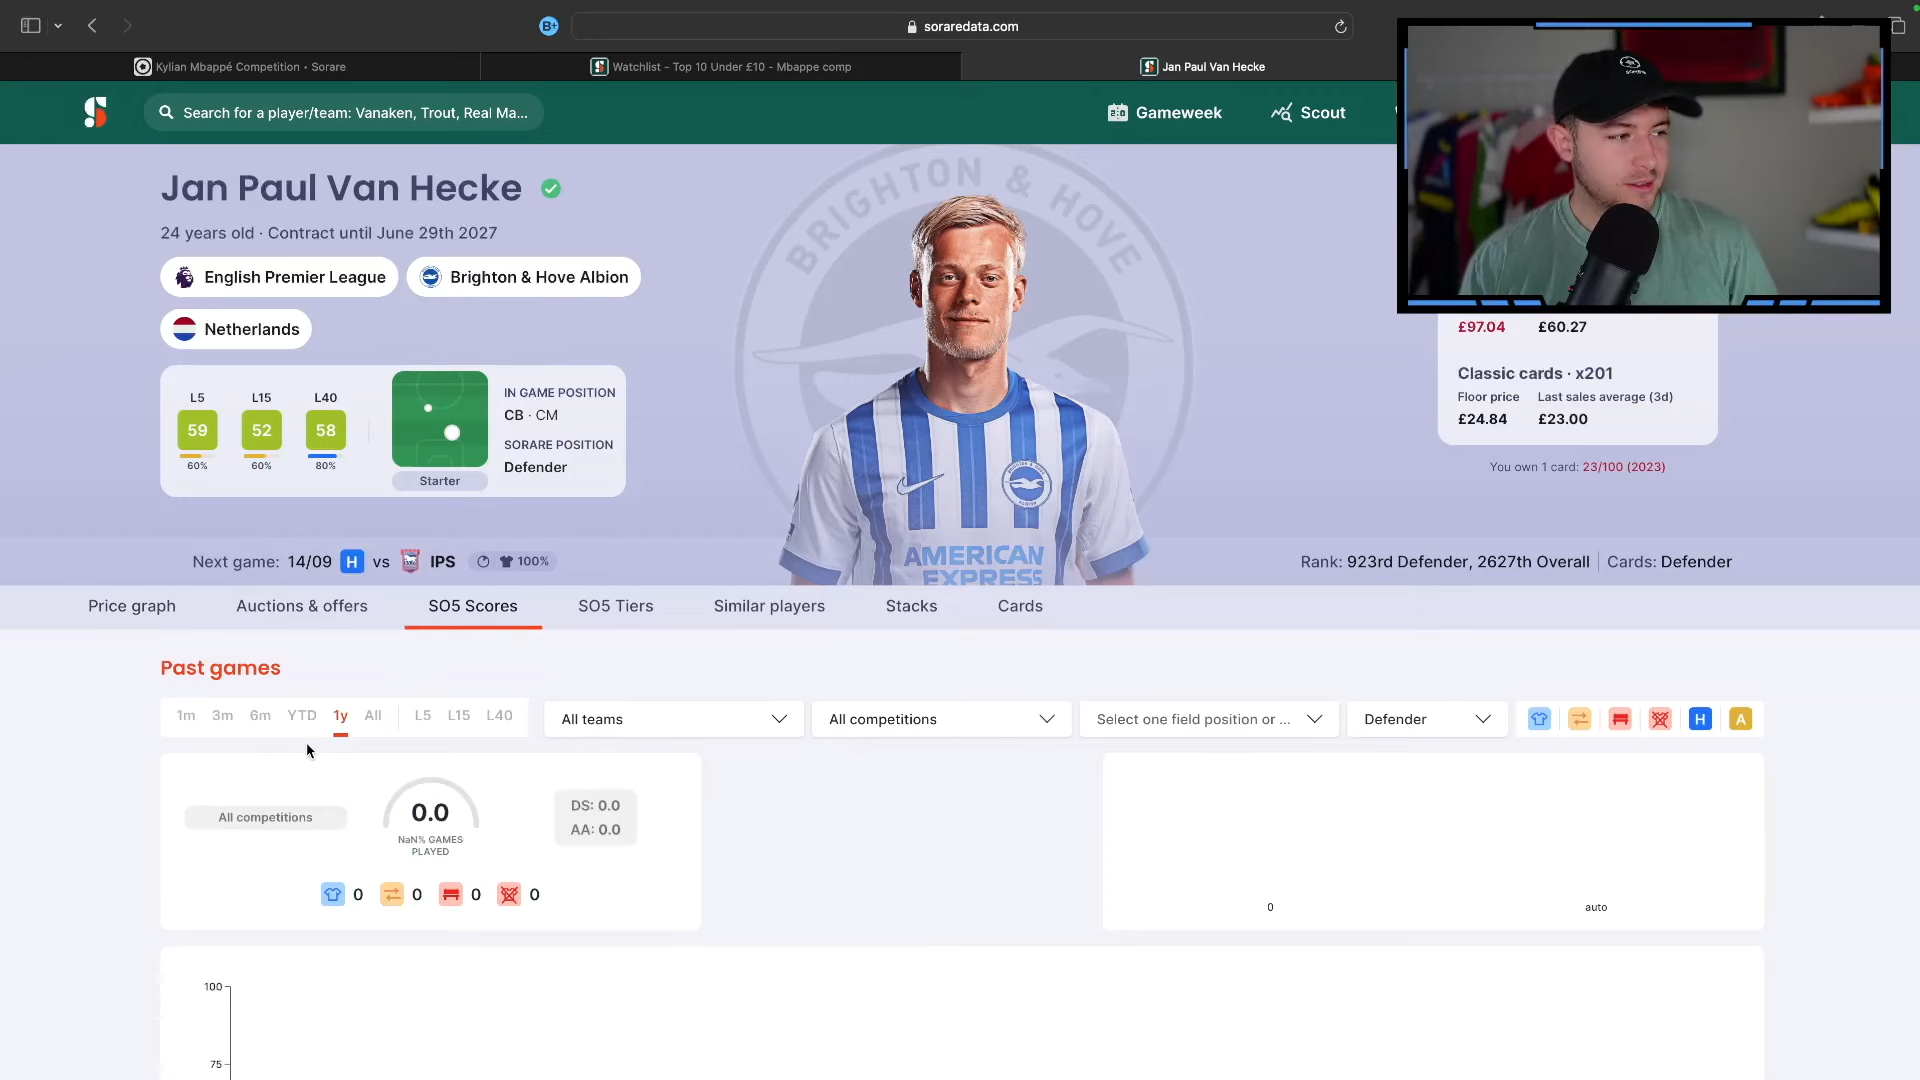 soraredata.com
Kylian Mbappé Competition • Sorare
Watchlist - Top 10 Under £10 - Mbappe comp
Jan Paul Van Hecke
Search for a player/team: Vanaken, Trout, Real Ma...
Gameweek
Scout
BRIGHTON & HOVE
Jan Paul Van Hecke
24 years old · Contract until June 29th 2027
English Premier League
Brighton & Hove Albion
Netherlands
£97.04 £60.27
Classic cards · x201
Floor price Last sales average (3d)
£24.84 £23.00
You own 1 card: 23/100 (2023)
L5 L15 L40
59 52 58
60% 60% 80%
IN GAME POSITION
CB · CM
SORARE POSITION
Defender
Starter
AMERICAN
EXPRESS
Next game: 14/09 H vs IPS 100%
Rank: 923rd Defender, 2627th Overall
Cards: Defender
Price graph
Auctions & offers
SO5 Scores
SO5 Tiers
Similar players
Stacks
Cards
Past games
1m 3m 6m YTD 1y All L5 L15 L40
All teams
All competitions
Select one field position or ...
Defender
H
A
All competitions
0.0
NaN% GAMES
PLAYED
DS: 0.0
AA: 0.0
0 0 0 0
0 auto
100
75